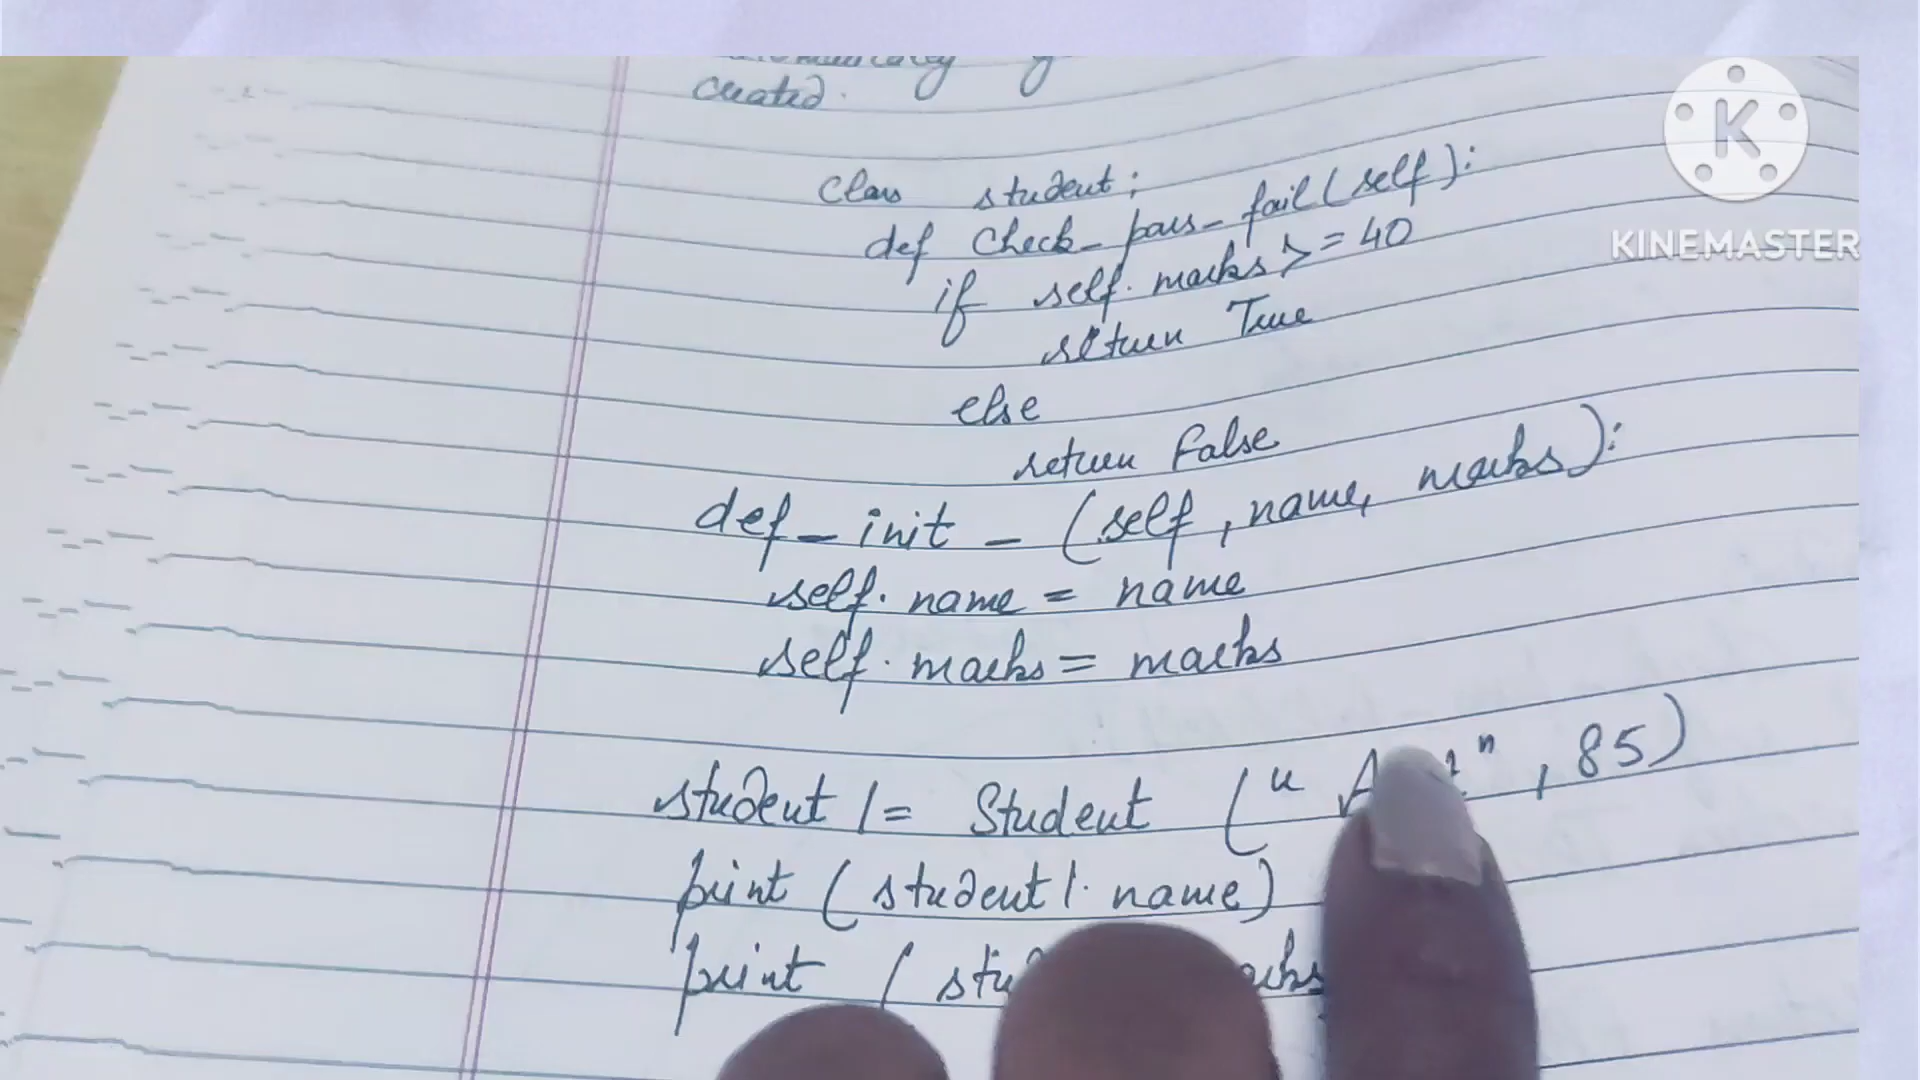 created.
class student:
def check_pass_fail(self):
if self.marks>=40
return True
else
return False
def_init_(self, name, marks):
self.name = name
self.marks = marks
student1= Student (" ", 85)
print (student1.name)
print (
KINEMASTER